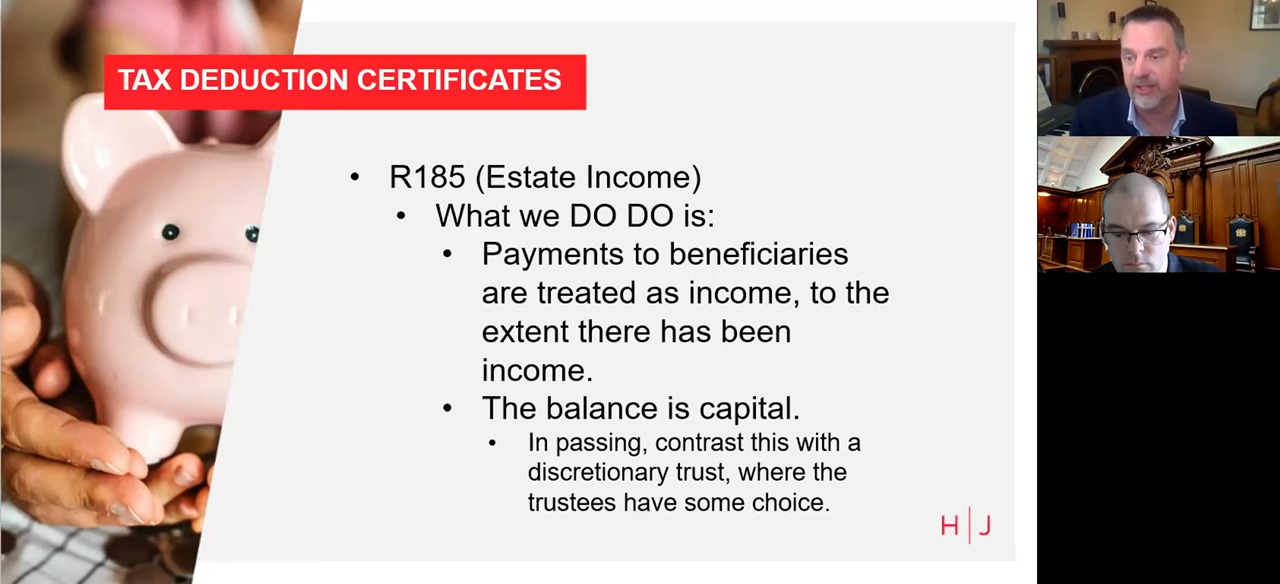 TAX DEDUCTION CERTIFICATES
• R185 (Estate Income)
• What we DO DO is:
• Payments to beneficiaries
are treated as income, to the
extent there has been
income.
• The balance is capital.
• In passing, contrast this with a
discretionary trust, where the
trustees have some choice.
H|J